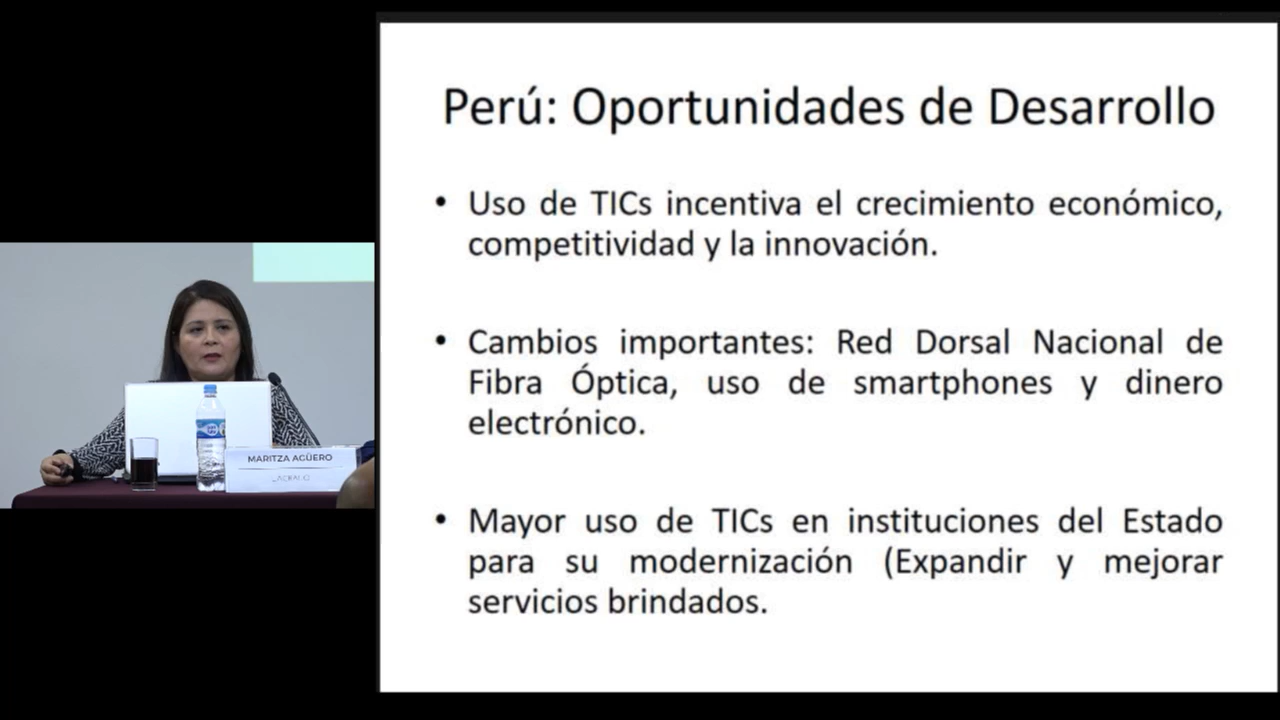 Perú: Oportunidades de Desarrollo
• Uso de TICs incentiva el crecimiento económico,
competitividad y la innovación.
• Cambios importantes: Red Dorsal Nacional de
Fibra Óptica, uso de smartphones y dinero
electrónico.
• Mayor uso de TICs en instituciones del Estado
para su modernización (Expandir y mejorar
servicios brindados.
MARITZA AGÜERO